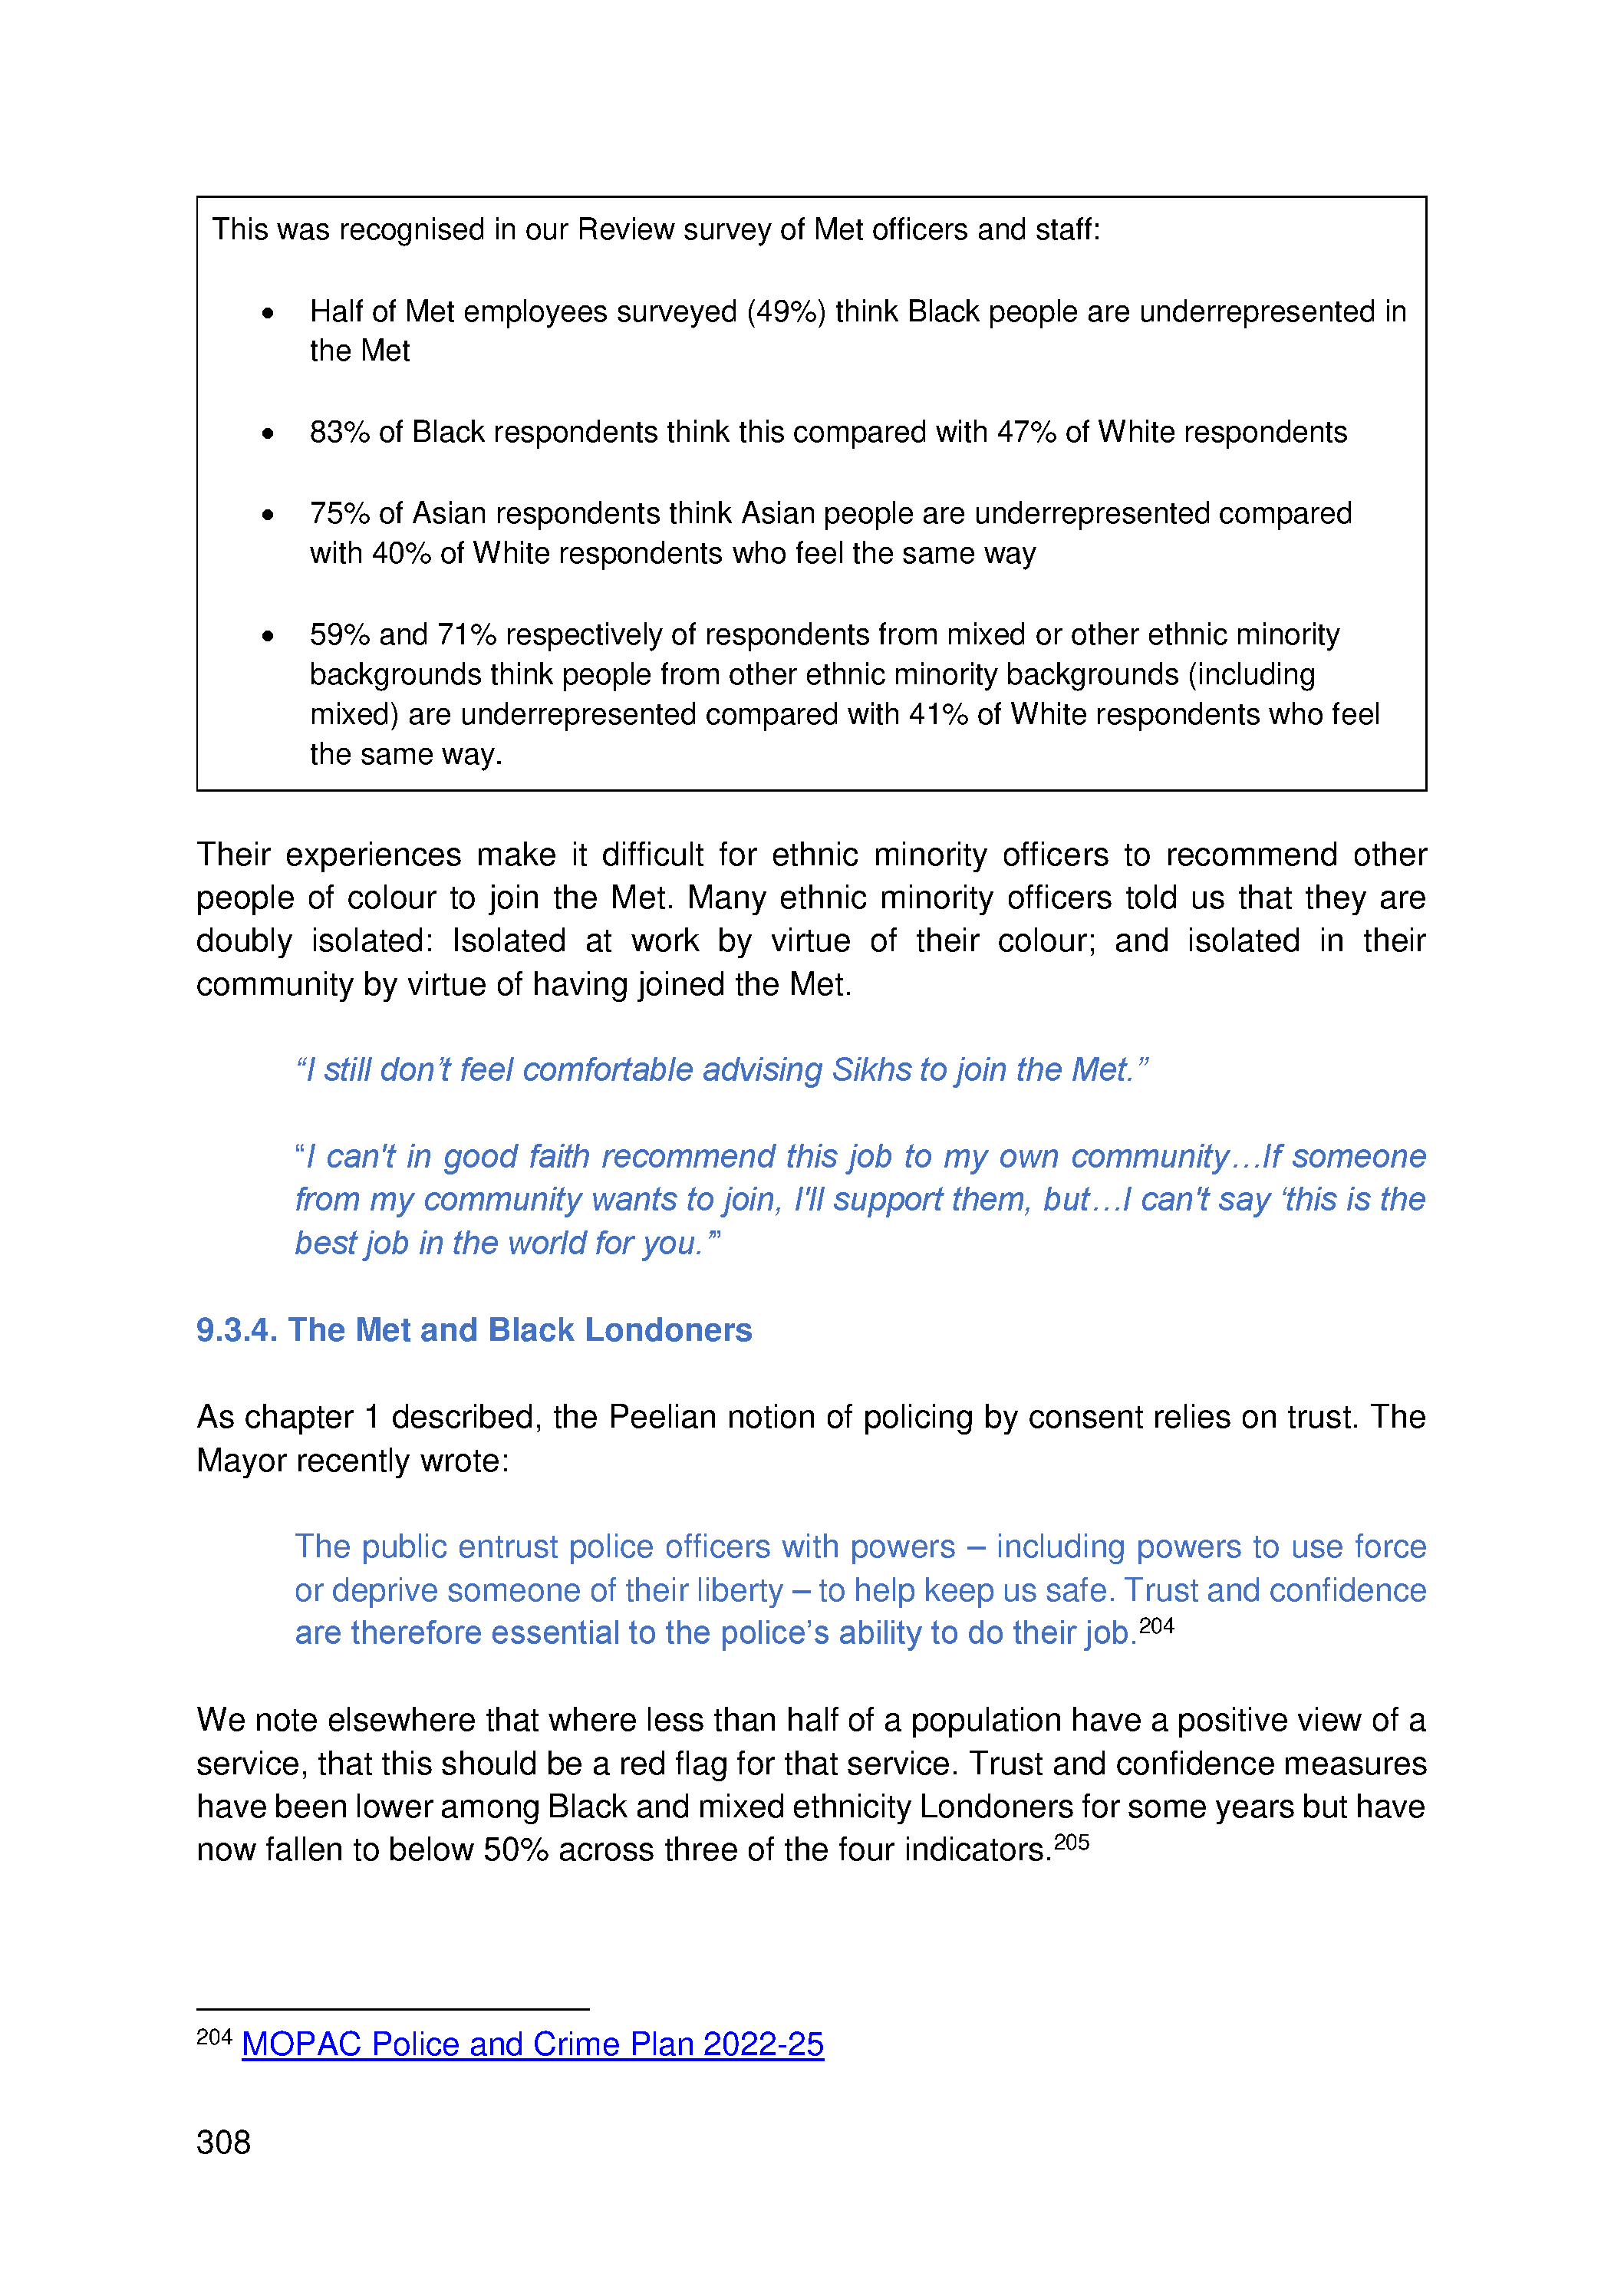 This was recognised in our Review survey of Met officers and staff:
• Half of Met employees surveyed (49%) think Black people are underrepresented in
the Met
• 83% of Black respondents think this compared with 47% of White respondents
• 75% of Asian respondents think Asian people are underrepresented compared
with 40% of White respondents who feel the same way
• 59% and 71% respectively of respondents from mixed or other ethnic minority
backgrounds think people from other ethnic minority backgrounds (including
mixed) are underrepresented compared with 41% of White respondents who feel
the same way.
Their experiences make it difficult for ethnic minority officers to recommend other
people of colour to join the Met. Many ethnic minority officers told us that they are
doubly isolated: Isolated at work by virtue of their colour; and isolated in their
community by virtue of having joined the Met.
“I still don’t feel comfortable advising Sikhs to join the Met.”
“I can't in good faith recommend this job to my own community…If someone
from my community wants to join, I'll support them, but…I can't say ‘this is the
best job in the world for you.’”
9.3.4. The Met and Black Londoners
As chapter 1 described, the Peelian notion of policing by consent relies on trust. The
Mayor recently wrote:
The public entrust police officers with powers – including powers to use force
or deprive someone of their liberty – to help keep us safe. Trust and confidence
are therefore essential to the police’s ability to do their job.204
We note elsewhere that where less than half of a population have a positive view of a
service, that this should be a red flag for that service. Trust and confidence measures
have been lower among Black and mixed ethnicity Londoners for some years but have
now fallen to below 50% across three of the four indicators.205
204 MOPAC Police and Crime Plan 2022-25
308